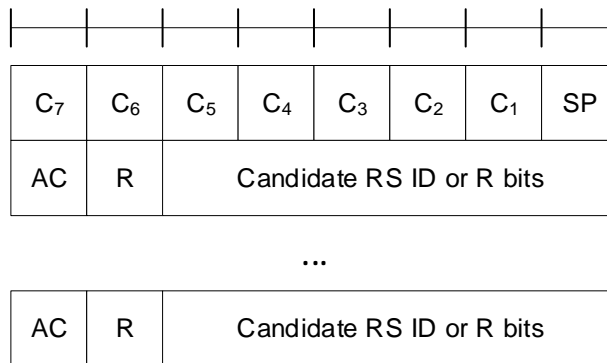 C₇ C₆ C₅ C₄ C₃ C₂ C₁ SP
AC R Candidate RS ID or R bits
...
AC R Candidate RS ID or R bits